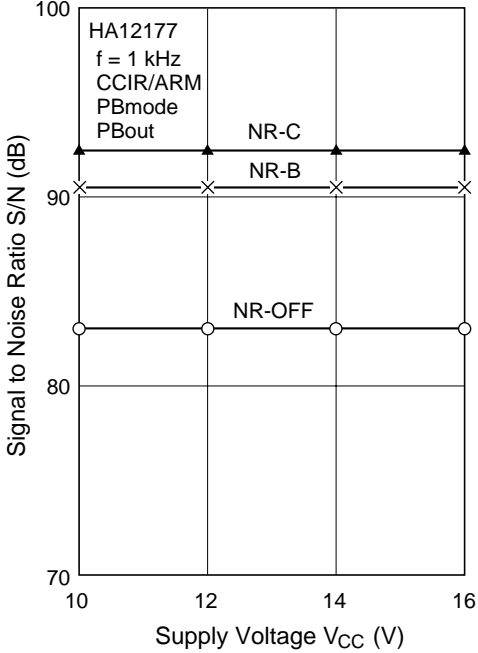 100
HA12177
f = 1 kHz
CCIR/ARM
PBmode
PBout
NR-C
NR-B
90
NR-OFF
80
70
10
12
14
16
Signal to Noise Ratio S/N (dB)
Supply Voltage VCC (V)